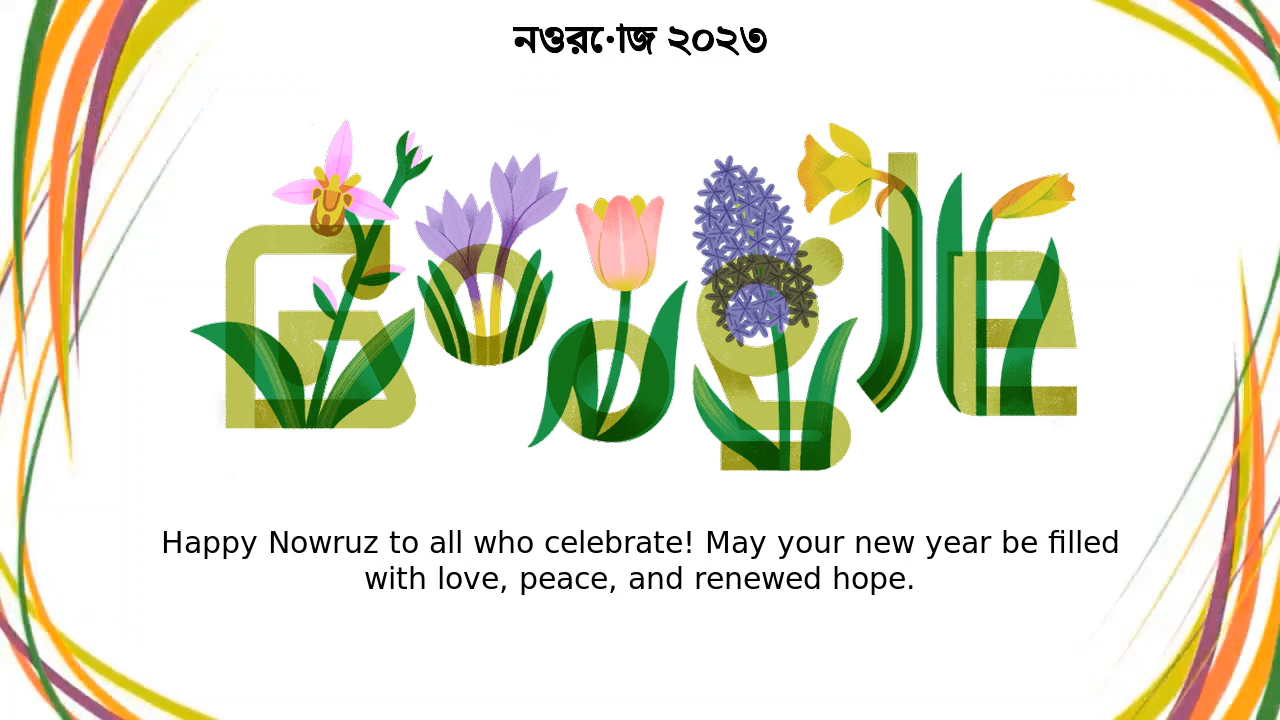 নওরোজ ২০২৩
Google
Happy Nowruz to all who celebrate! May your new year be filled
with love, peace, and renewed hope.